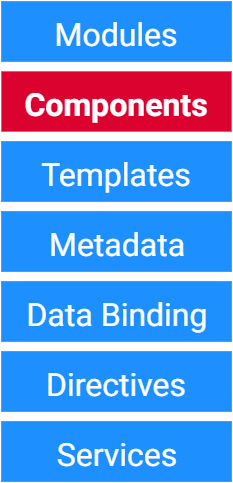 Modules
Components
Templates
Metadata
Data Binding
Directives
Services